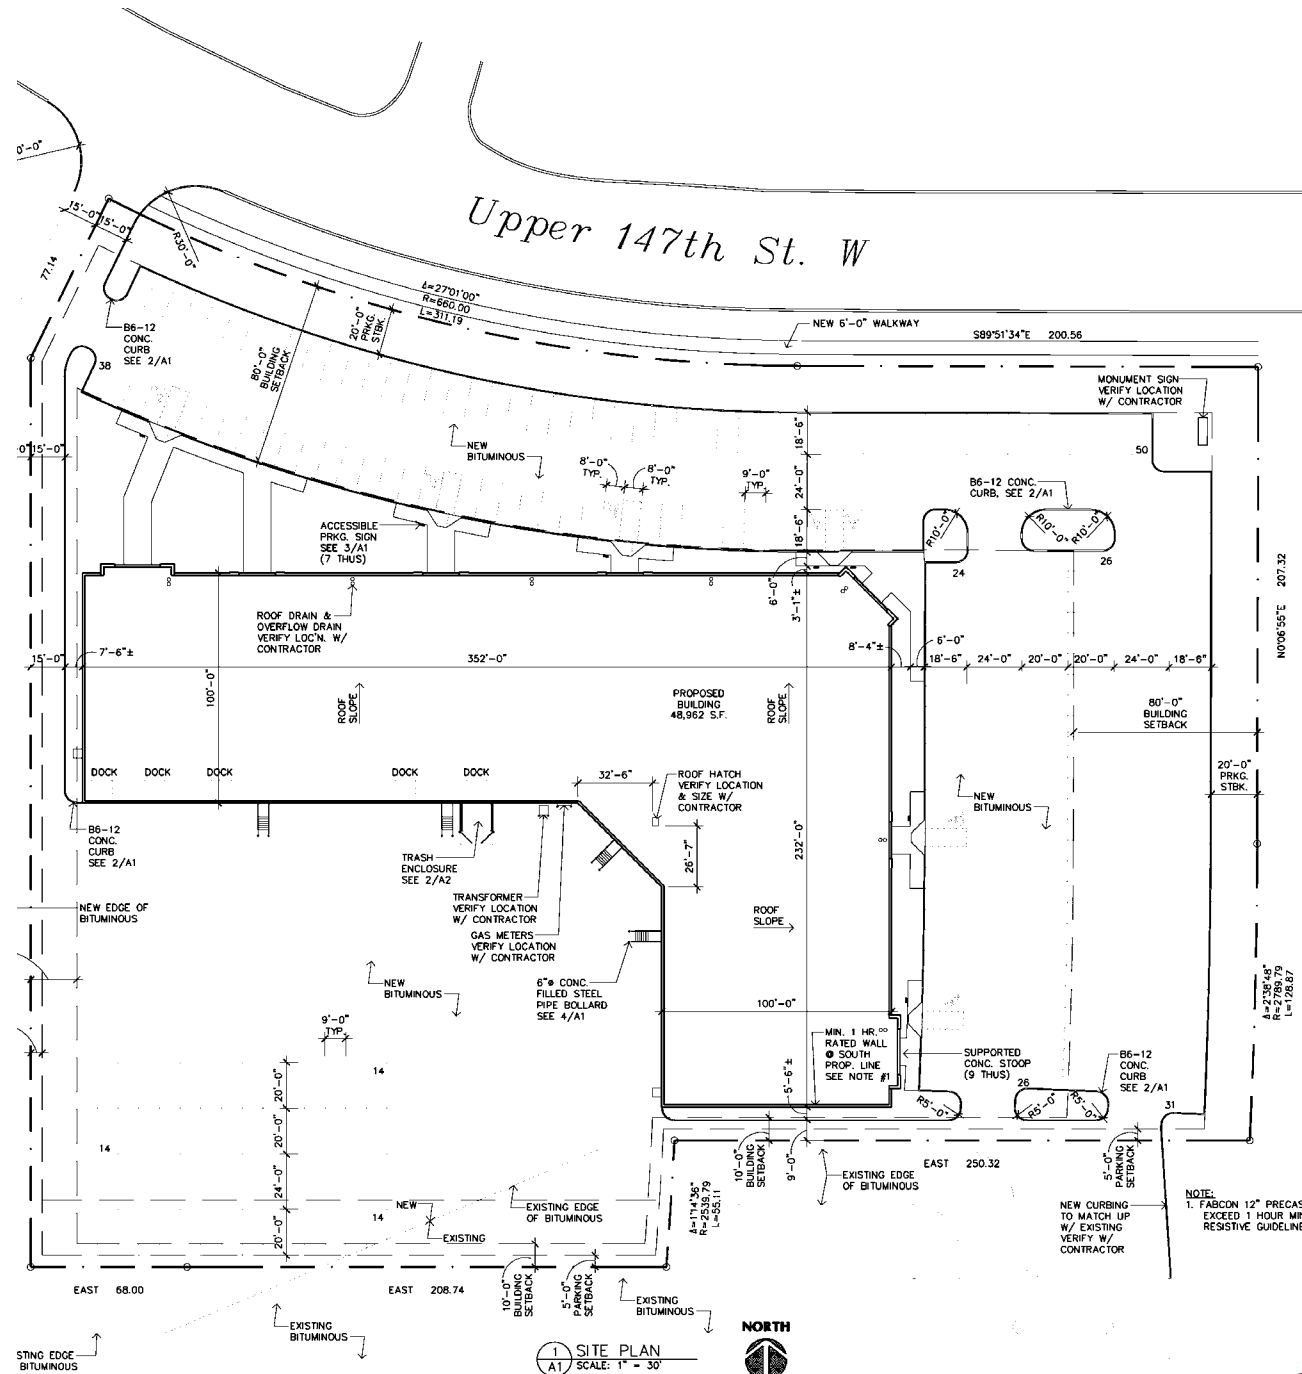 Upper 147th St. W
0'-0"
15'-0"
15'-0"
R30'-0"
77.14
Δ=27°01'00"
R=660.00
L=311.19
20'-0"
PRKG.
STBK.
80'-0"
BUILDING
SETBACK
B6-12
CONC.
CURB
SEE 2/A1
38
NEW 6'-0" WALKWAY
S89°51'34"E 200.56
MONUMENT SIGN
VERIFY LOCATION
W/ CONTRACTOR
50
15'-0"
NEW
BITUMINOUS
8'-0"
TYP.
8'-0"
TYP.
9'-0"
TYP.
18'-6"
24'-0"
18'-6"
B6-12 CONC.
CURB, SEE 2/A1
R10'-0"
R10'-0"
R10'-0"
24
26
ACCESSIBLE
PRKG. SIGN
SEE 3/A1
(7 THUS)
6'-0"
3'-1"±
N0°06'55"E 207.32
ROOF DRAIN &
OVERFLOW DRAIN
VERIFY LOC'N. W/
CONTRACTOR
15'-0"
7'-6"±
352'-0"
8'-4"±
6'-0"
18'-6"
24'-0"
20'-0"
20'-0"
24'-0"
18'-6"
100'-0"
ROOF
SLOPE
PROPOSED
BUILDING
48,962 S.F.
ROOF
SLOPE
80'-0"
BUILDING
SETBACK
DOCK
DOCK
DOCK
DOCK
DOCK
32'-6"
ROOF HATCH
VERIFY LOCATION
& SIZE W/
CONTRACTOR
20'-0"
PRKG.
STBK.
NEW
BITUMINOUS
B6-12
CONC.
CURB
SEE 2/A1
TRASH
ENCLOSURE
SEE 2/A2
26'-7"
232'-0"
TRANSFORMER
VERIFY LOCATION
W/ CONTRACTOR
NEW EDGE OF
BITUMINOUS
ROOF
SLOPE
GAS METERS
VERIFY LOCATION
W/ CONTRACTOR
NEW
BITUMINOUS
6"ø CONC.
FILLED STEEL
PIPE BOLLARD
SEE 4/A1
Δ=2°38'48"
R=2789.79
L=128.87
9'-0"
TYP.
100'-0"
MIN. 1 HR.
RATED WALL
@ SOUTH
PROP. LINE
SEE NOTE #1
SUPPORTED
CONC. STOOP
(9 THUS)
B6-12
CONC.
CURB
SEE 2/A1
14
20'-0"
5'-6"±
26
R5'-0"
R5'-0"
R5'-0"
31
14
20'-0"
24'-0"
10'-0"
BUILDING
SETBACK
9'-0"
EXISTING EDGE
OF BITUMINOUS
EAST 250.32
5'-0"
PARKING
SETBACK
Δ=1°14'36"
R=2539.79
L=55.11
EXISTING EDGE
OF BITUMINOUS
NEW
14
EXISTING
20'-0"
NEW CURBING
TO MATCH UP
W/ EXISTING
VERIFY W/
CONTRACTOR
NOTE:
1. FABCON 12" PRECAS
EXCEED 1 HOUR MIN
RESISTIVE GUIDELINE
EAST 68.00
EAST 208.74
10'-0"
BUILDING
SETBACK
5'-0"
PARKING
SETBACK
EXISTING
BITUMINOUS
EXISTING
BITUMINOUS
STING EDGE
BITUMINOUS
NORTH
1
A1
SITE PLAN
SCALE: 1" = 30'